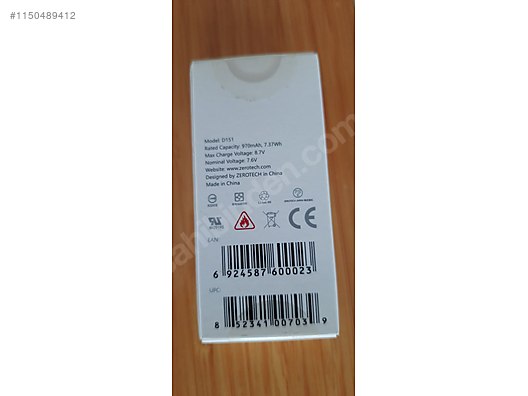 #1150489412
Model: D151
Rated Capacity: 970mAh, 7.37Wh
Max Charge Voltage: 8.7V
Nominal Voltage: 7.6V
Website: www.zerotech.com
Designed by ZEROTECH in China
Made in China
EAN:
6 924587 600023
UPC:
8 52341 00703 9
sahibinden.com